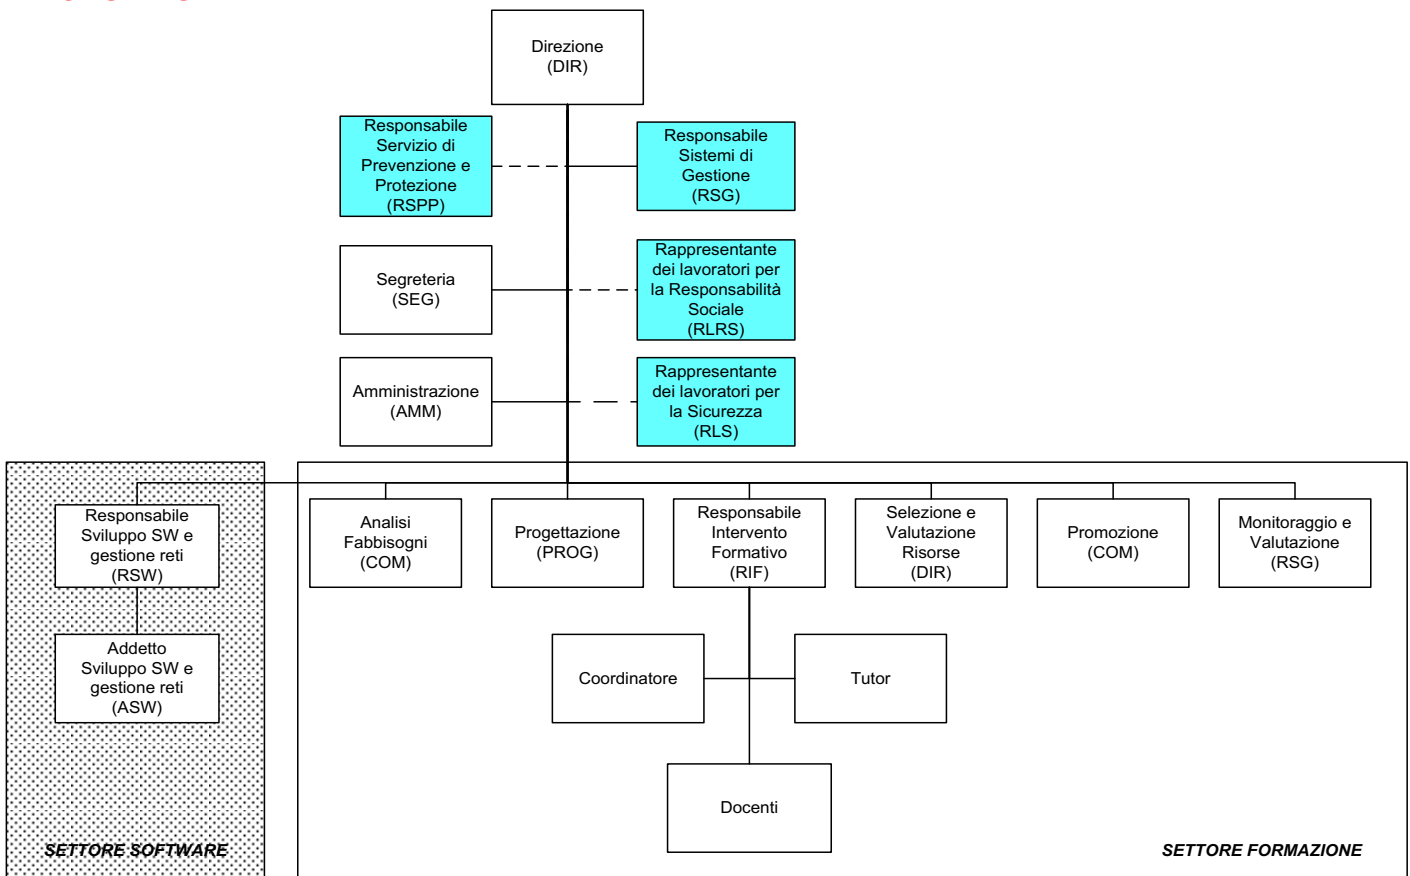 Direzione
(DIR)
Responsabile
Servizio di
Prevenzione e
Protezione
(RSPP)
Responsabile
Sistemi di
Gestione
(RSG)
Segreteria
(SEG)
Rappresentante
dei lavoratori per
la Responsabilità
Sociale
(RLRS)
Amministrazione
(AMM)
Rappresentante
dei lavoratori per
la Sicurezza
(RLS)
Responsabile
Sviluppo SW e
gestione reti
(RSW)
Analisi
Fabbisogni
(COM)
Progettazione
(PROG)
Responsabile
Intervento
Formativo
(RIF)
Selezione e
Valutazione
Risorse
(DIR)
Promozione
(COM)
Monitoraggio e
Valutazione
(RSG)
Addetto
Sviluppo SW e
gestione reti
(ASW)
Coordinatore
Tutor
Docenti
SETTORE SOFTWARE
SETTORE FORMAZIONE